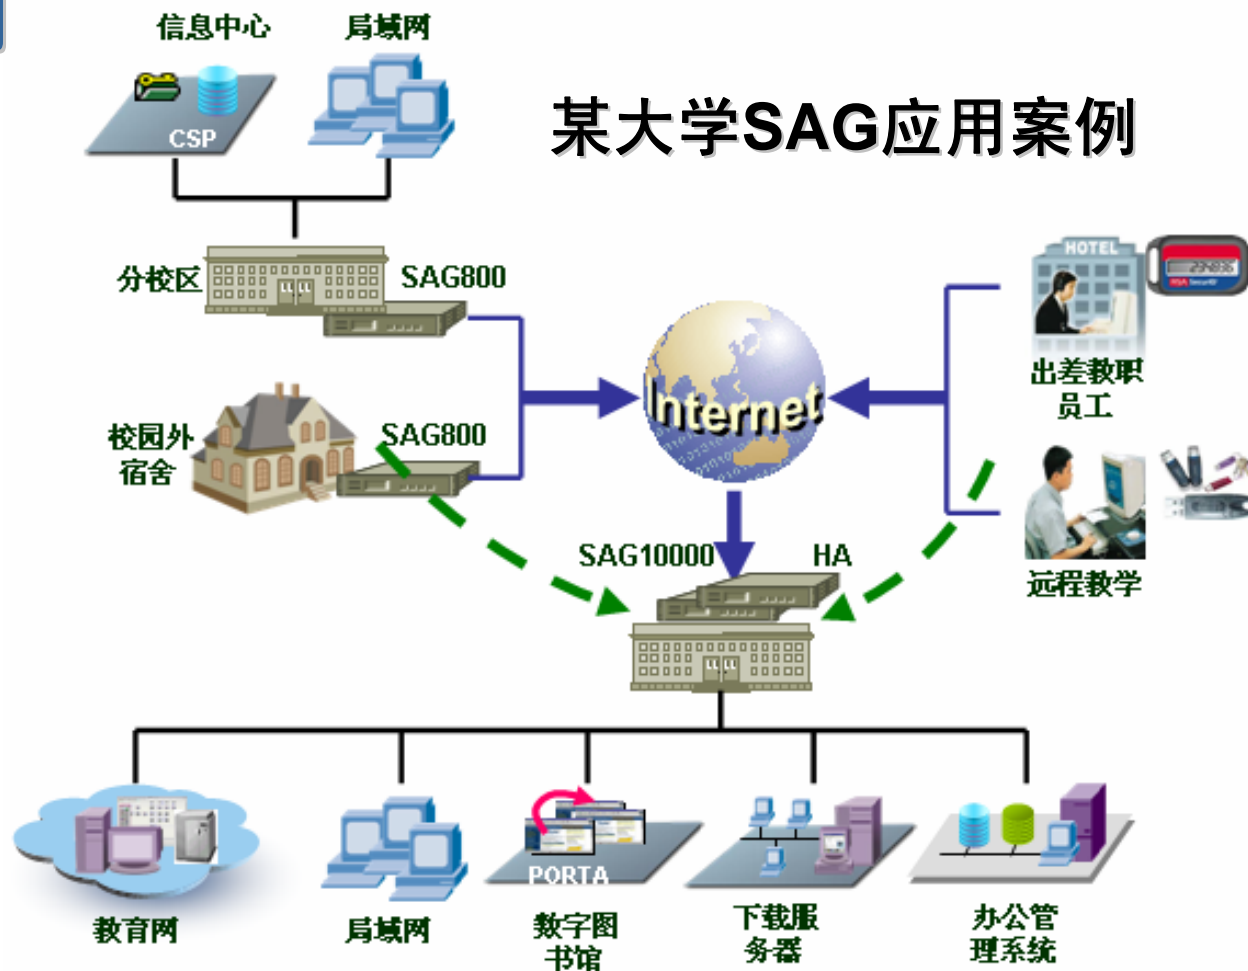 信息中心
局域网
CSP
某大学SAG应用案例
分校区
SAG800
HOTEL
出差教职
员工
Internet
校园外
宿舍
SAG800
SAG10000
HA
远程教学
PORTA
教育网
局域网
数字图
书馆
下载服
务器
办公管
理系统